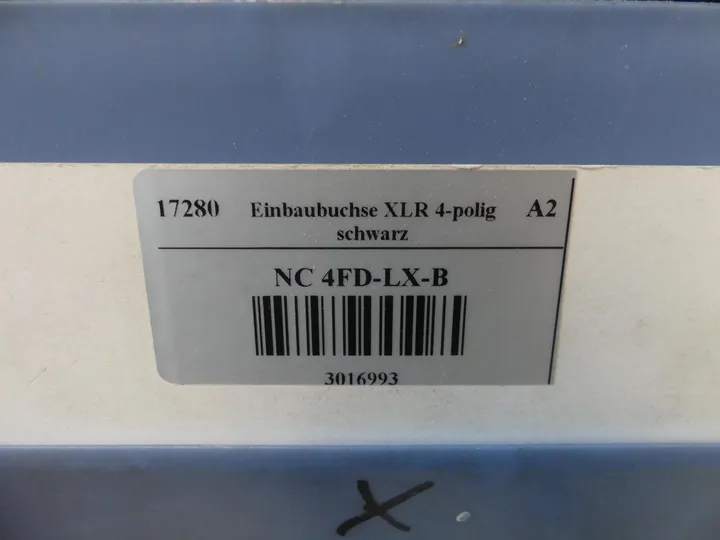 17280 Einbaubuchse XLR 4-polig A2
schwarz
NC 4FD-LX-B
3016993
X